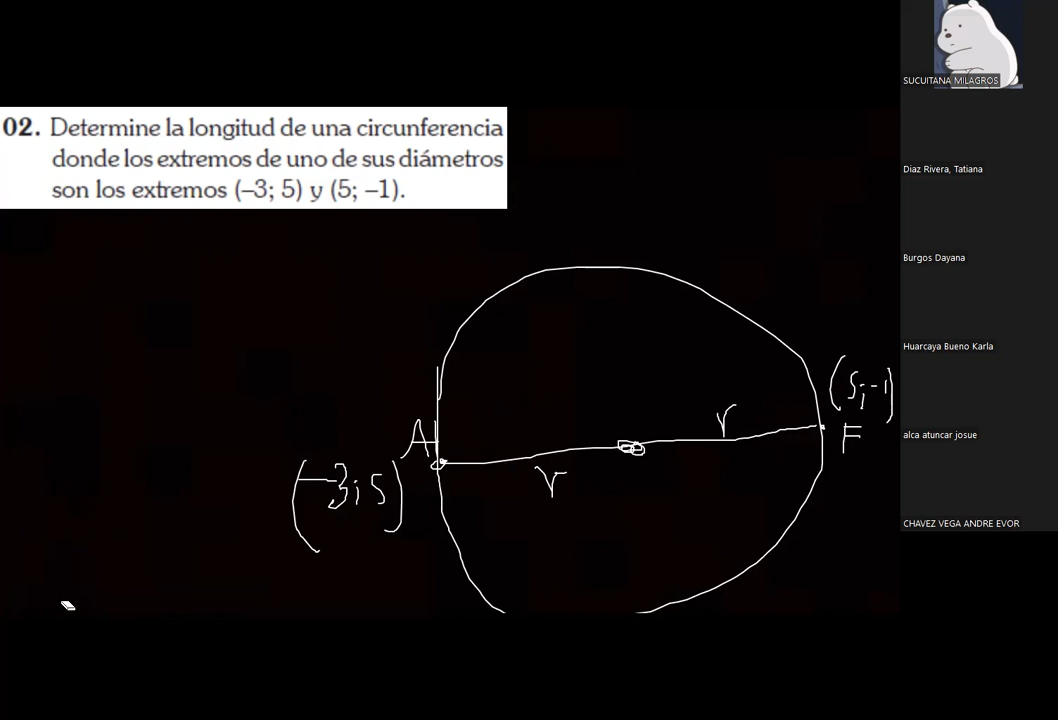 02. Determine la longitud de una circunferencia
donde los extremos de uno de sus diámetros
son los extremos (–3; 5) y (5; –1).
SUCUITANA MILAGROS
Diaz Rivera, Tatiana
Burgos Dayana
Huarcaya Bueno Karla
(5;-1)
r
alca atuncar josue
A
F
(-3;5)
r
CHAVEZ VEGA ANDRE EVOR